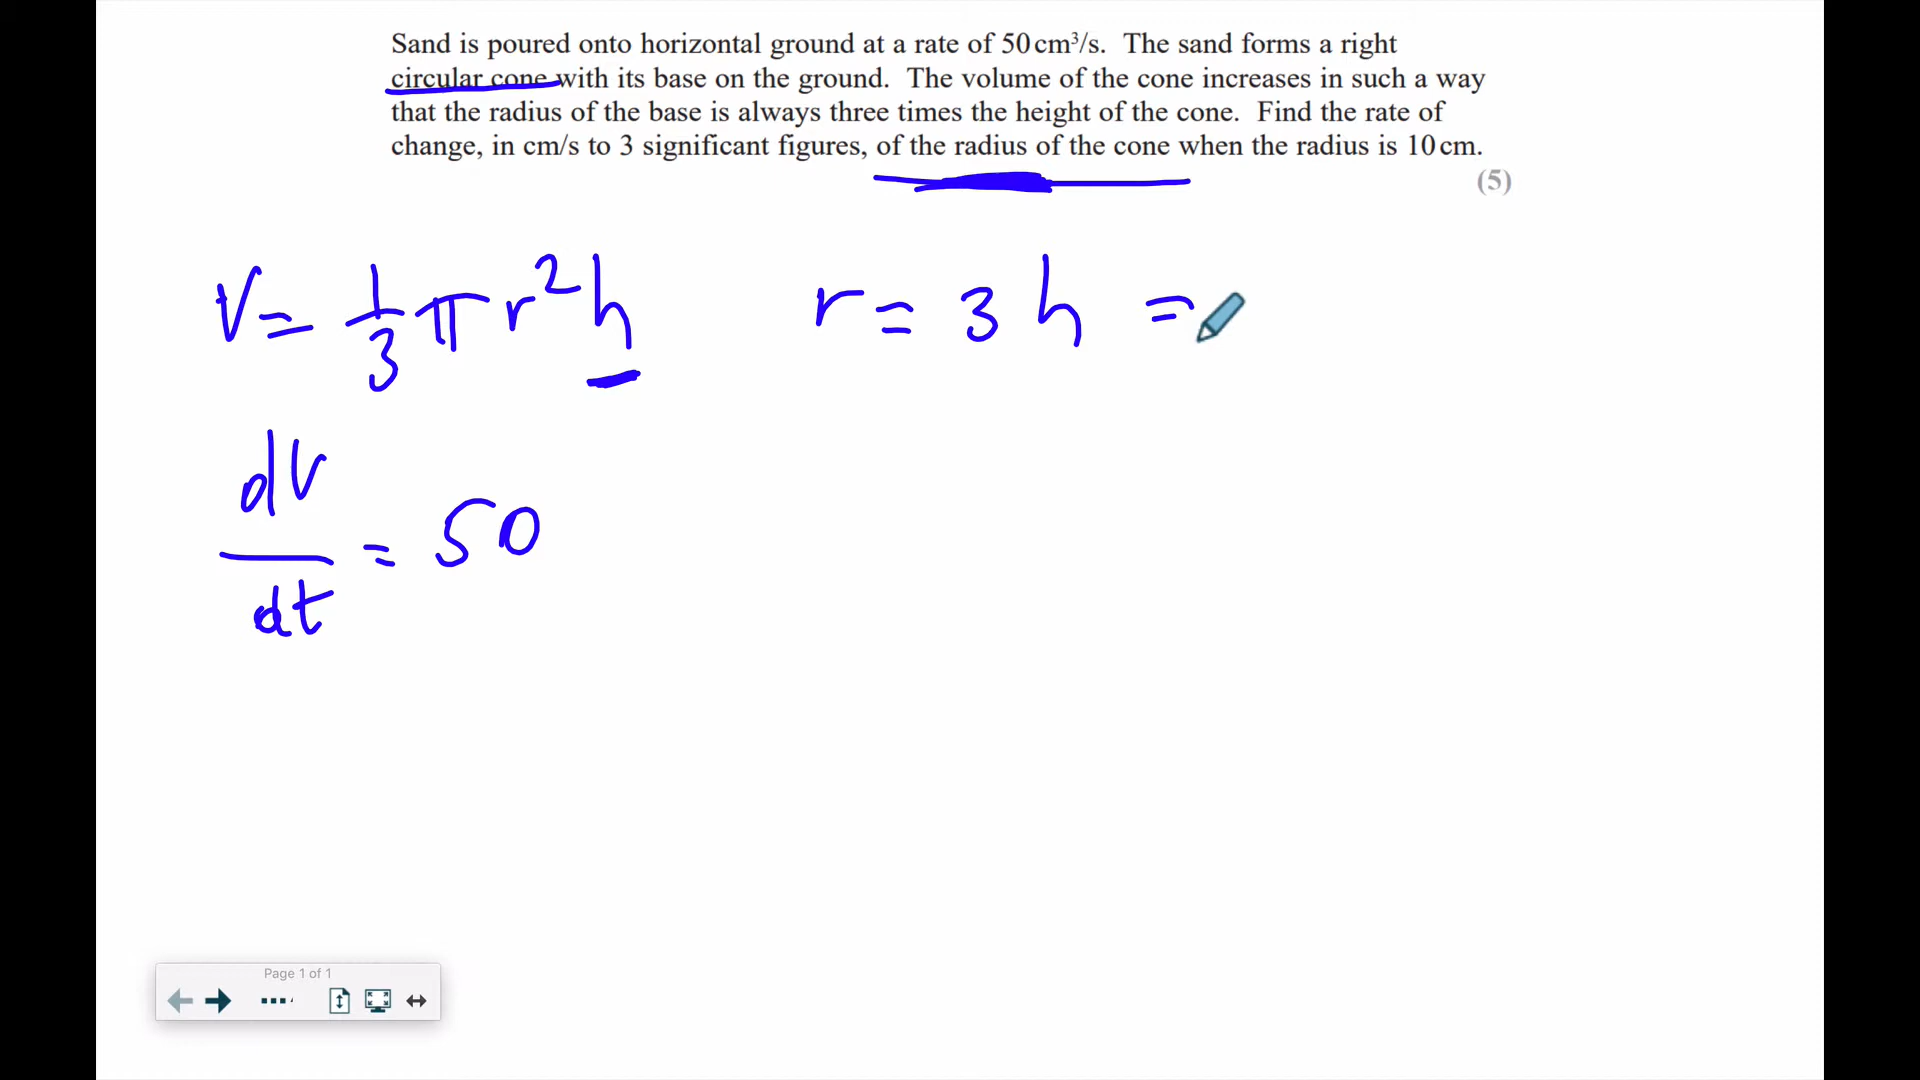 Sand is poured onto horizontal ground at a rate of 50 cm³/s. The sand forms a right
circular cone with its base on the ground. The volume of the cone increases in such a way
that the radius of the base is always three times the height of the cone. Find the rate of
change, in cm/s to 3 significant figures, of the radius of the cone when the radius is 10 cm.
(5)
V = 1/3 π r² h
r = 3 h =
dV/dt = 50
Page 1 of 1